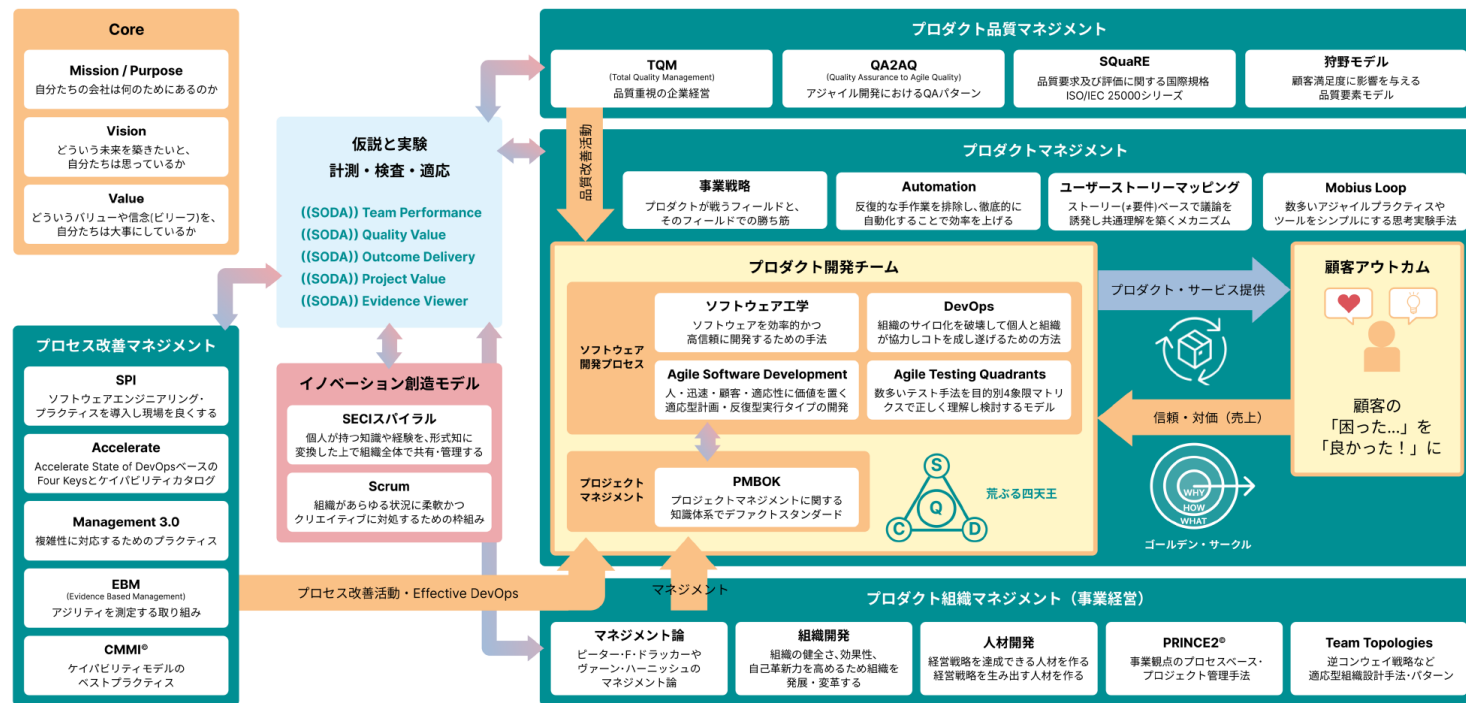 Core
Mission / Purpose
自分たちの会社は何のためにあるのか
Vision
どういう未来を築きたいと、
自分たちは思っているか
Value
どういうバリューや信念(ビリーフ)を、
自分たちは大事にしているか
プロセス改善マネジメント
SPI
ソフトウェアエンジニアリング・
プラクティスを導入し現場を良くする
Accelerate
Accelerate State of DevOpsベースの
Four Keysとケイパビリティカタログ
Management 3.0
複雑性に対応するためのプラクティス
EBM
(Evidence Based Management)
アジリティを測定する取り組み
CMMI©
ケイパビリティモデルの
ベストプラクティス
仮説と実験
計測・検査・適応
((SODA)) Team Performance
((SODA)) Quality Value
((SODA)) Outcome Delivery
((SODA)) Project Value
((SODA)) Evidence Viewer
イノベーション創造モデル
SECIスパイラル
個人が持つ知識や経験を、形式知に
変換した上で組織全体で共有・管理する
Scrum
組織があらゆる状況に柔軟かつ
クリエイティブに対処するための枠組み
プロセス改善活動・Effective DevOps
プロダクト品質マネジメント
TQM
(Total Quality Management)
品質重視の企業経営
QA2AQ
(Quality Assurance to Agile Quality)
アジャイル開発におけるQAパターン
SQuaRE
品質要求及び評価に関する国際規格
ISO/IEC 25000シリーズ
狩野モデル
顧客満足度に影響を与える
品質要素モデル
品質改善活動
プロダクトマネジメント
事業戦略
プロダクトが戦うフィールドと、
そのフィールドでの勝ち筋
Automation
反復的な手作業を排除し、徹底的に
自動化することで効率を上げる
ユーザーストーリーマッピング
ストーリー(≠要件)ベースで議論を
誘発し共通理解を築くメカニズム
Mobius Loop
数多いアジャイルプラクティスや
ツールをシンプルにする思考実験手法
プロダクト開発チーム
ソフトウェア
開発プロセス
ソフトウェア工学
ソフトウェアを効率的かつ
高信頼に開発するための手法
DevOps
組織のサイロ化を破壊して個人と組織
が協力しコトを成し遂げるための方法
Agile Software Development
人・迅速・顧客・適応性に価値を置く
適応型計画・反復型実行タイプの開発
Agile Testing Quadrants
数多いテスト手法を目的別4象限マトリ
クスで正しく理解し検討するモデル
プロジェクト
マネジメント
PMBOK
プロジェクトマネジメントに関する
知識体系でデファクトスタンダード
S
Q
C
D
荒ぶる四天王
プロダクト・サービス提供
信頼・対価（売上）
WHY
HOW
WHAT
ゴールデン・サークル
顧客アウトカム
顧客の
「困った…」を
「良かった！」に
マネジメント
プロダクト組織マネジメント（事業経営）
マネジメント論
ピーター・F・ドラッカーや
ヴァーン・ハーニッシュの
マネジメント論
組織開発
組織の健全さ、効果性、
自己革新力を高めるため組織を
発展・変革する
人材開発
経営戦略を達成できる人材を作る
経営戦略を生み出す人材を作る
PRINCE2©
事業観点のプロセスベース・
プロジェクト管理手法
Team Topologies
逆コンウェイ戦略など
適応型組織設計手法・パターン